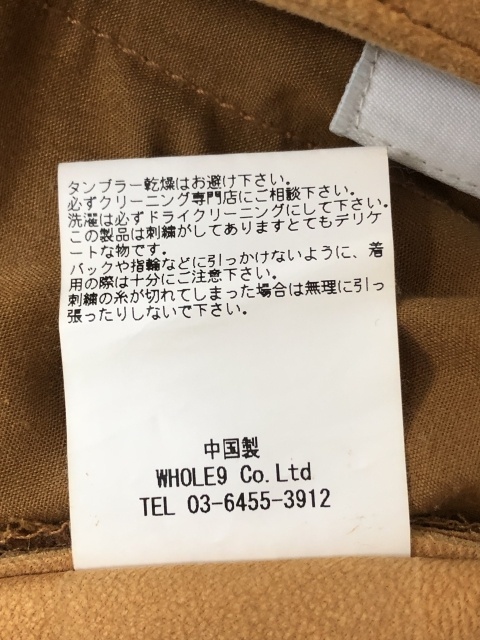 タンブラー乾燥はお避け下さい。
必ずクリーニング専門店にご相談下さい。
洗濯は必ずドライクリーニングにして下さい。
この製品は刺繍がしてありますとてもデリケ
ートな物です。
バックや指輪などに引っかけないように、着
用の際は十分にご注意下さい。
刺繍の糸が切れてしまった場合は無理に引っ
張ったりしないで下さい。
中国製
WHOLE9 Co.Ltd
TEL 03-6455-3912